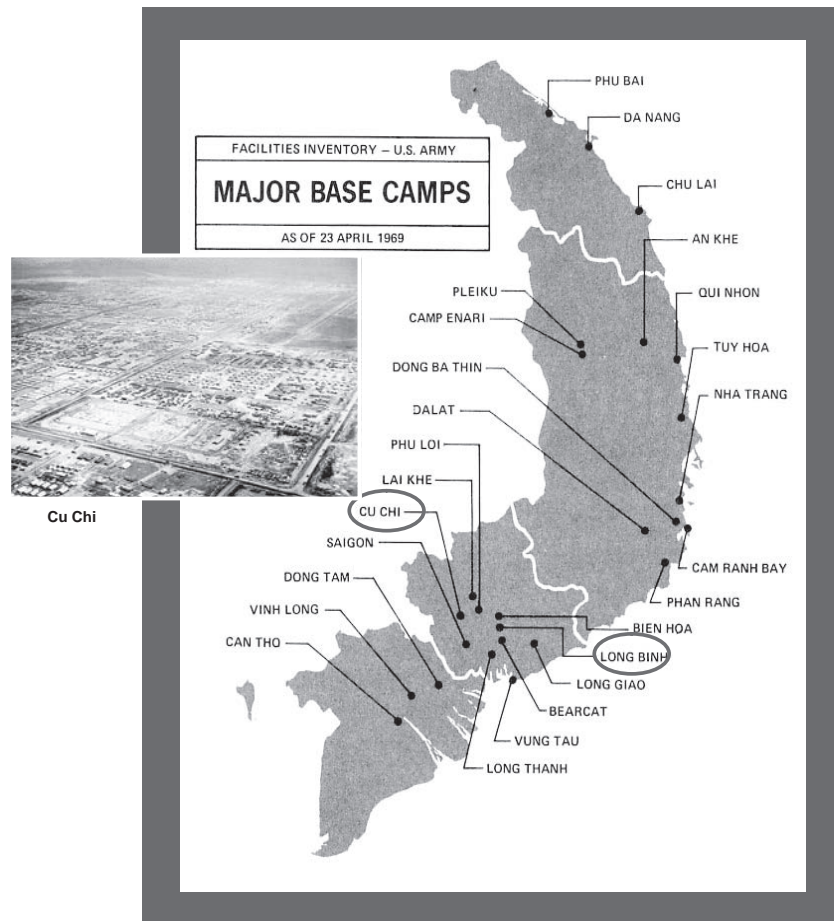 FACILITIES INVENTORY – U.S. ARMY
MAJOR BASE CAMPS
AS OF 23 APRIL 1969
PHU BAI
DA NANG
CHU LAI
AN KHE
PLEIKU
QUI NHON
CAMP ENARI
TUY HOA
DONG BA THIN
NHA TRANG
DALAT
PHU LOI
LAI KHE
CU CHI
Cu Chi
SAIGON
CAM RANH BAY
DONG TAM
PHAN RANG
VINH LONG
BIEN HOA
CAN THO
LONG BINH
LONG GIAO
BEARCAT
VUNG TAU
LONG THANH